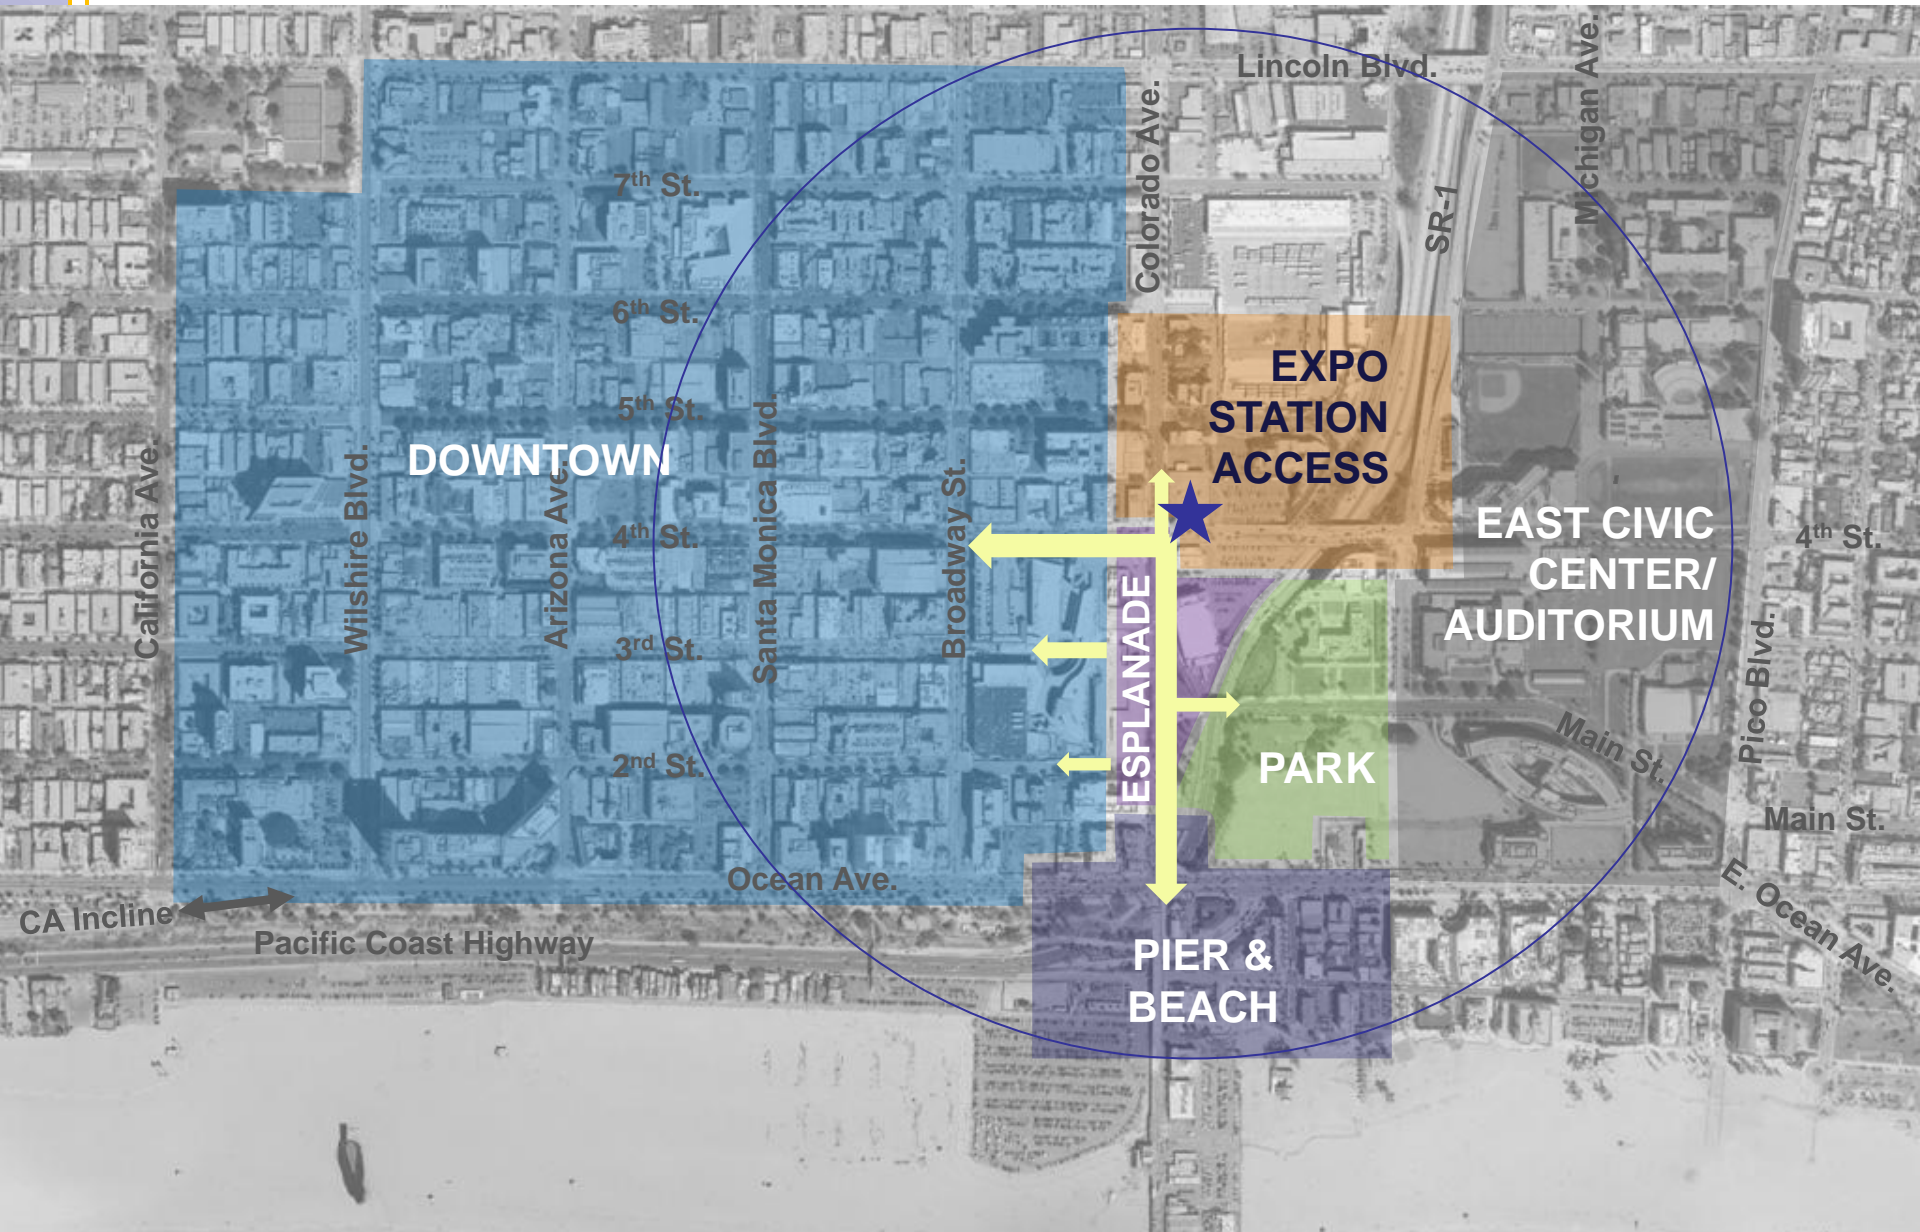 Lincoln Blvd.
Michigan Ave.
Colorado Ave.
7th St.
SR-1
6th St.
EXPO
STATION
ACCESS
5th St.
DOWNTOWN
California Ave.
Wilshire Blvd.
Arizona Ave.
Santa Monica Blvd.
Broadway St.
4th St.
EAST CIVIC
CENTER/
AUDITORIUM
4th St.
ESPLANADE
3rd St.
Pico Blvd.
Main St.
2nd St.
PARK
Main St.
Ocean Ave.
E. Ocean Ave.
CA Incline
Pacific Coast Highway
PIER &
BEACH